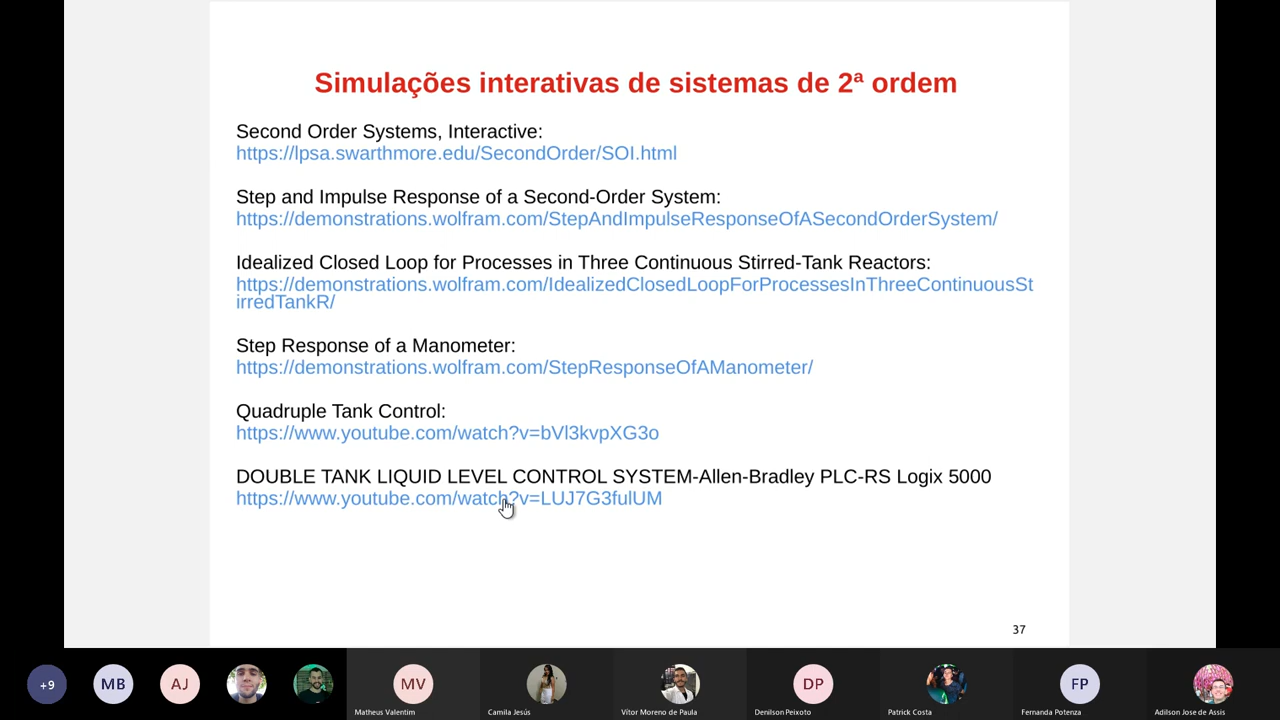 Simulações interativas de sistemas de 2ª ordem
Second Order Systems, Interactive:
https://lpsa.swarthmore.edu/SecondOrder/SOI.html
Step and Impulse Response of a Second-Order System:
https://demonstrations.wolfram.com/StepAndImpulseResponseOfASecondOrderSystem/
Idealized Closed Loop for Processes in Three Continuous Stirred-Tank Reactors:
https://demonstrations.wolfram.com/IdealizedClosedLoopForProcessesInThreeContinuousSt
irredTankR/
Step Response of a Manometer:
https://demonstrations.wolfram.com/StepResponseOfAManometer/
Quadruple Tank Control:
https://www.youtube.com/watch?v=bVl3kvpXG3o
DOUBLE TANK LIQUID LEVEL CONTROL SYSTEM-Allen-Bradley PLC-RS Logix 5000
https://www.youtube.com/watch?v=LUJ7G3fulUM
37
+9
MB
AJ
MV
DP
FP
Matheus Valentim
Camila Jesús
Vítor Moreno de Paula
Denilson Peixoto
Patrick Costa
Fernanda Potenza
Adilson Jose de Assis